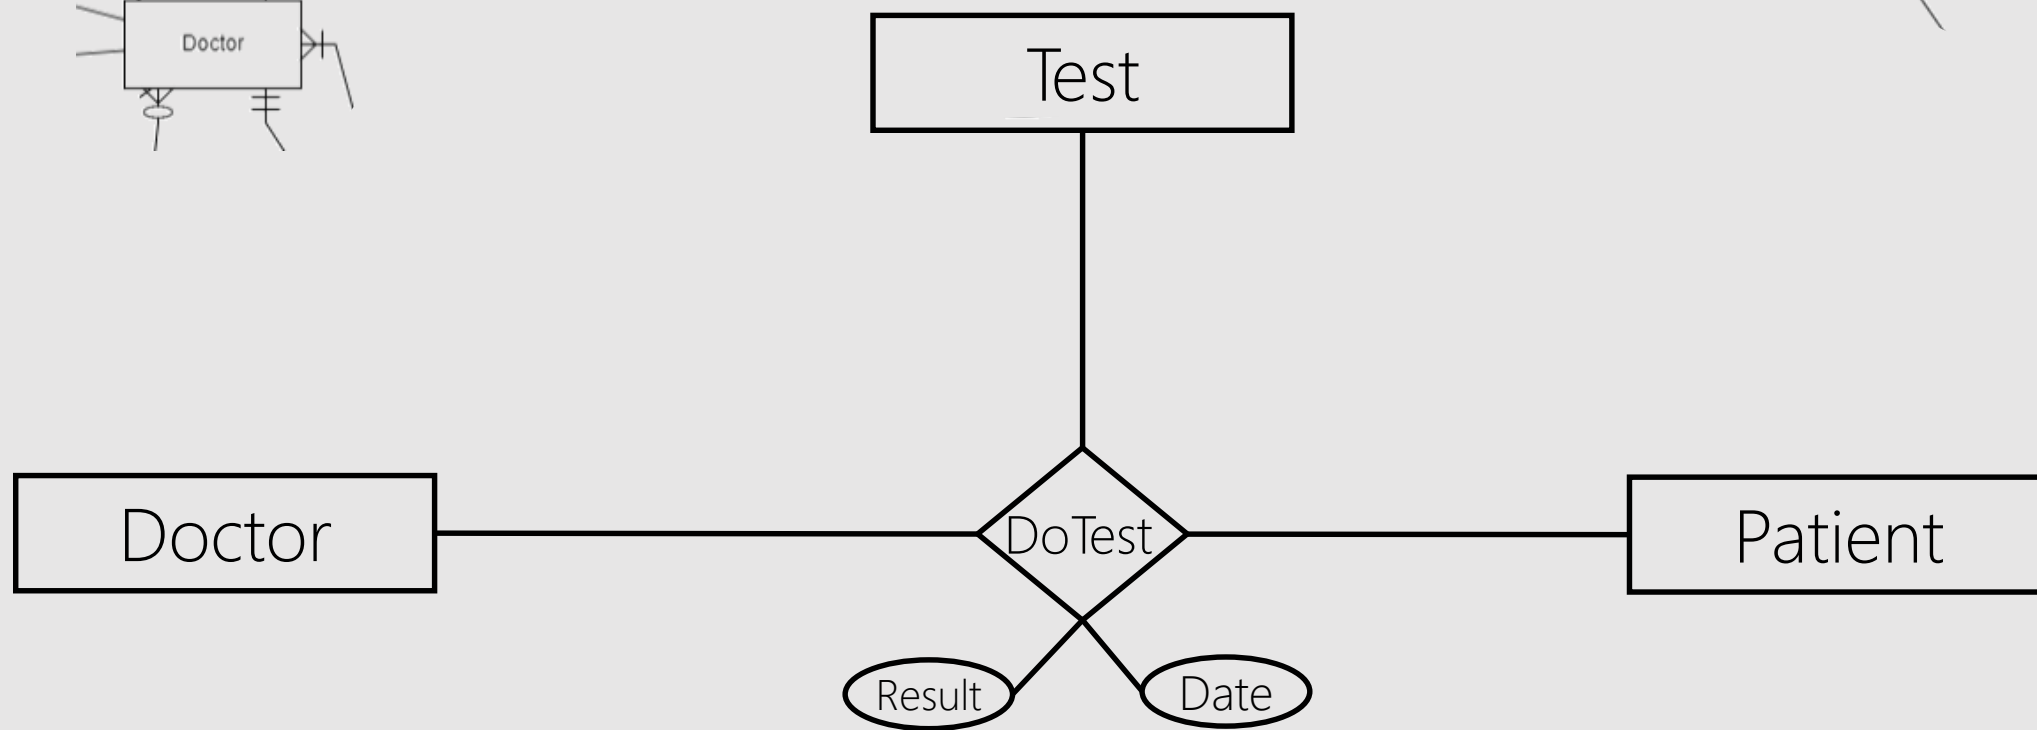 Doctor
Test
Doctor
DoTest
Patient
Result
Date